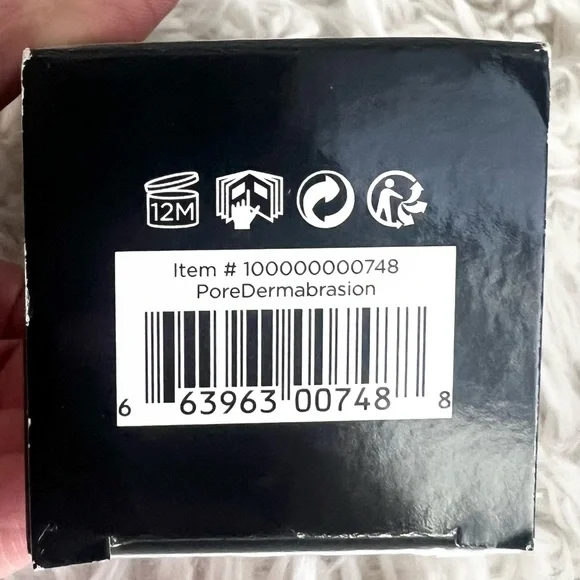 12M
Item # 100000000748
PoreDermabrasion
6 63963 00748 8